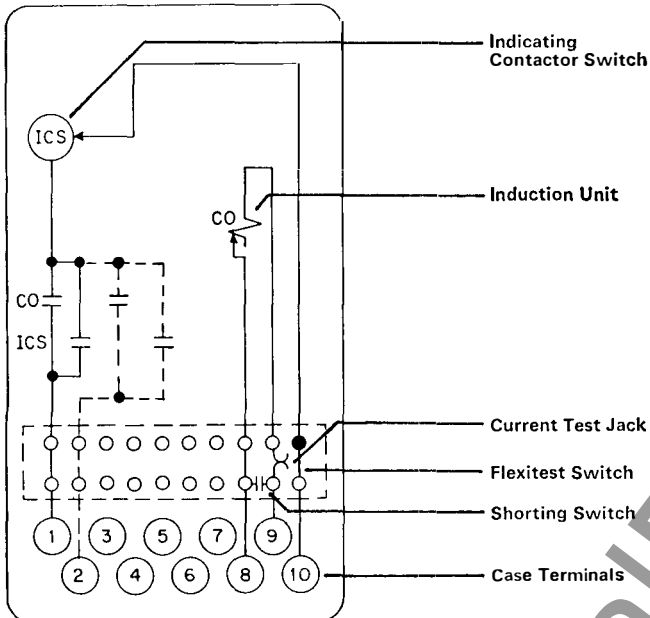 Indicating
Contactor Switch
ICS
Induction Unit
CO
CO
ICS
Current Test Jack
Flexitest Switch
Shorting Switch
1 3 5 7 9
2 4 6 8 10
Case Terminals